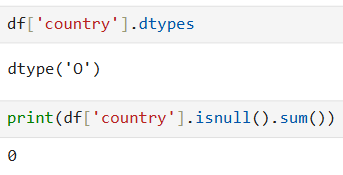 df['country'].dtypes
dtype('O')
print(df['country'].isnull().sum())
0